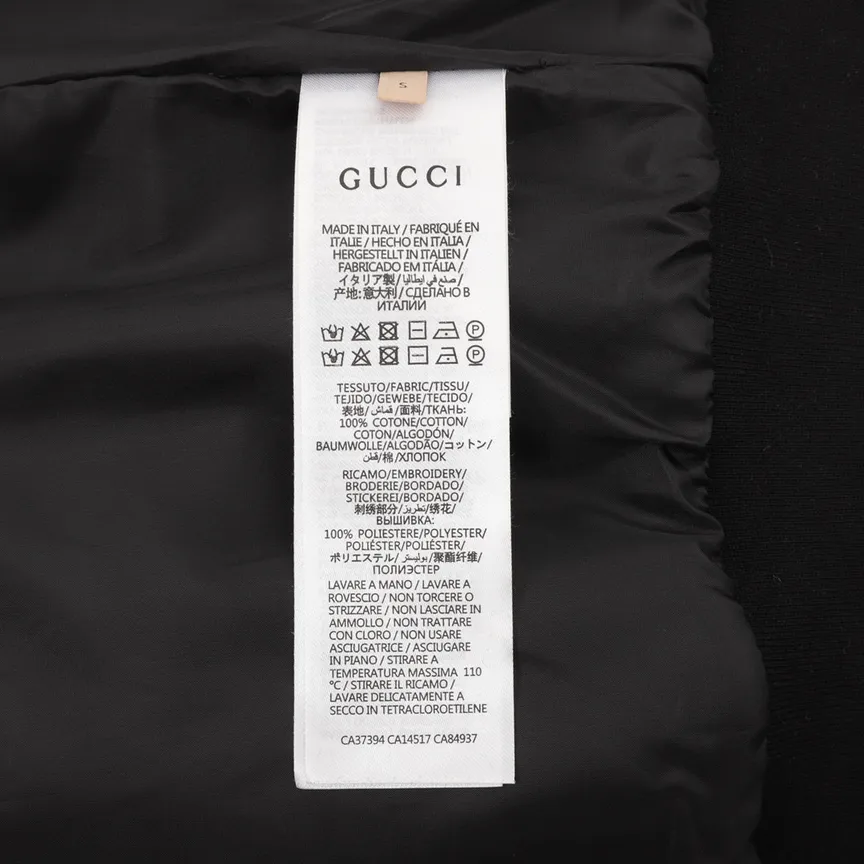 S
GUCCI
MADE IN ITALY / FABRIQUÉ EN
ITALIE / HECHO EN ITALIA /
HERGESTELLT IN ITALIEN /
FABRICADO EM ITÁLIA /
イタリア製 / صنع في ايطاليا /
产地: 意大利 / СДЕЛАНО В
ИТАЛИИ
P
P
TESSUTO/FABRIC/TISSU/
TEJIDO/GEWEBE/TECIDO/
表地/ قماش /面料/ТКАНЬ:
100% COTONE/COTTON/
COTON/ALGODÓN/
BAUMWOLLE/ALGODÃO/コットン/
قطن/棉/ХЛОПОК
RICAMO/EMBROIDERY/
BRODERIE/BORDADO/
STICKEREI/BORDADO/
刺绣部分/تطريز/绣花/
ВЫШИВКА:
100% POLIESTERE/POLYESTER/
POLIÉSTER/POLIÉSTER/
ポリエステル/ بوليستر/聚酯纤维/
ПОЛИЭСТЕР
LAVARE A MANO / LAVARE A
ROVESCIO / NON TORCERE O
STRIZZARE / NON LASCIARE IN
AMMOLLO / NON TRATTARE
CON CLORO / NON USARE
ASCIUGATRICE / ASCIUGARE
IN PIANO / STIRARE A
TEMPERATURA MASSIMA 110
°C / STIRARE IL RICAMO /
LAVARE DELICATAMENTE A
SECCO IN TETRACLOROETILENE
CA37394 CA14517 CA84937